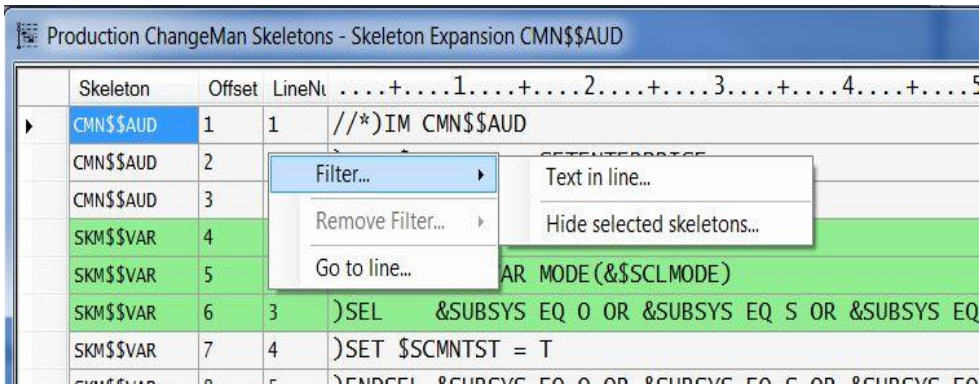 Production ChangeMan Skeletons - Skeleton Expansion CMN$$AUD
Skeleton Offset LineNu ....+....1....+....2....+....3....+....4....+....5
CMN$$AUD 1 1 //*)IM CMN$$AUD
CMN$$AUD 2
CMN$$AUD 3
SKM$$VAR 4
SKM$$VAR 5 AR MODE(&$SCLMODE)
SKM$$VAR 6 3 )SEL &SUBSYS EQ O OR &SUBSYS EQ S OR &SUBSYS EQ
SKM$$VAR 7 4 )SET $SCMNTST = T
Filter...
Remove Filter...
Go to line...
Text in line...
Hide selected skeletons...